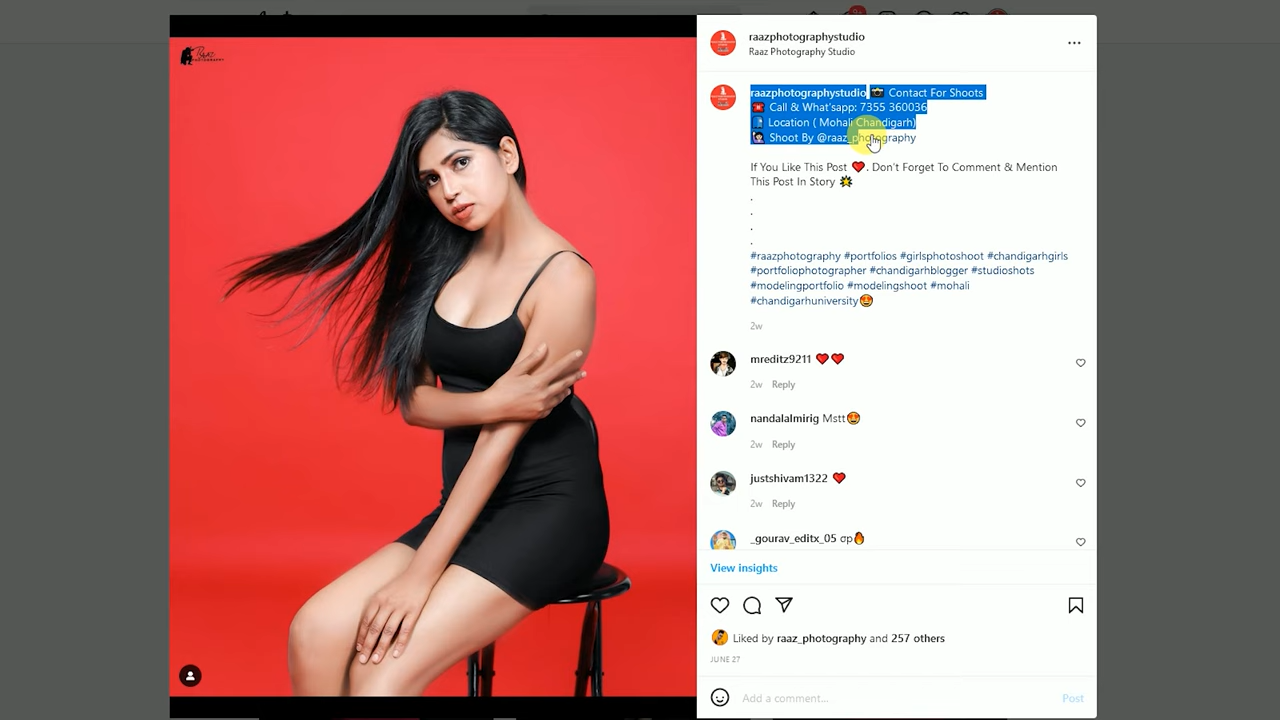 raazphotographystudio
Raaz Photography Studio
raazphotographystudio 📸 Contact For Shoots
☎️ Call & What'sapp: 7355 360036
Location ( Mohali Chandigarh)
Shoot By @raaz_photography
If You Like This Post ❤️. Don't Forget To Comment & Mention
This Post In Story 💥
.
.
.
.
#raazphotography #portfolios #girlsphotoshoot #chandigarhgirls
#portfoliophotographer #chandigarhblogger #studioshots
#modelingportfolio #modelingshoot #mohali
#chandigarhuniversity😍
2w
mreditz9211 ❤️❤️
2w Reply
nandalalmirig Mstt😍
2w Reply
justshivam1322 ❤️
2w Reply
_gourav_editx_05 σp🔥
View insights
Liked by raaz_photography and 257 others
JUNE 27
Add a comment...
Post